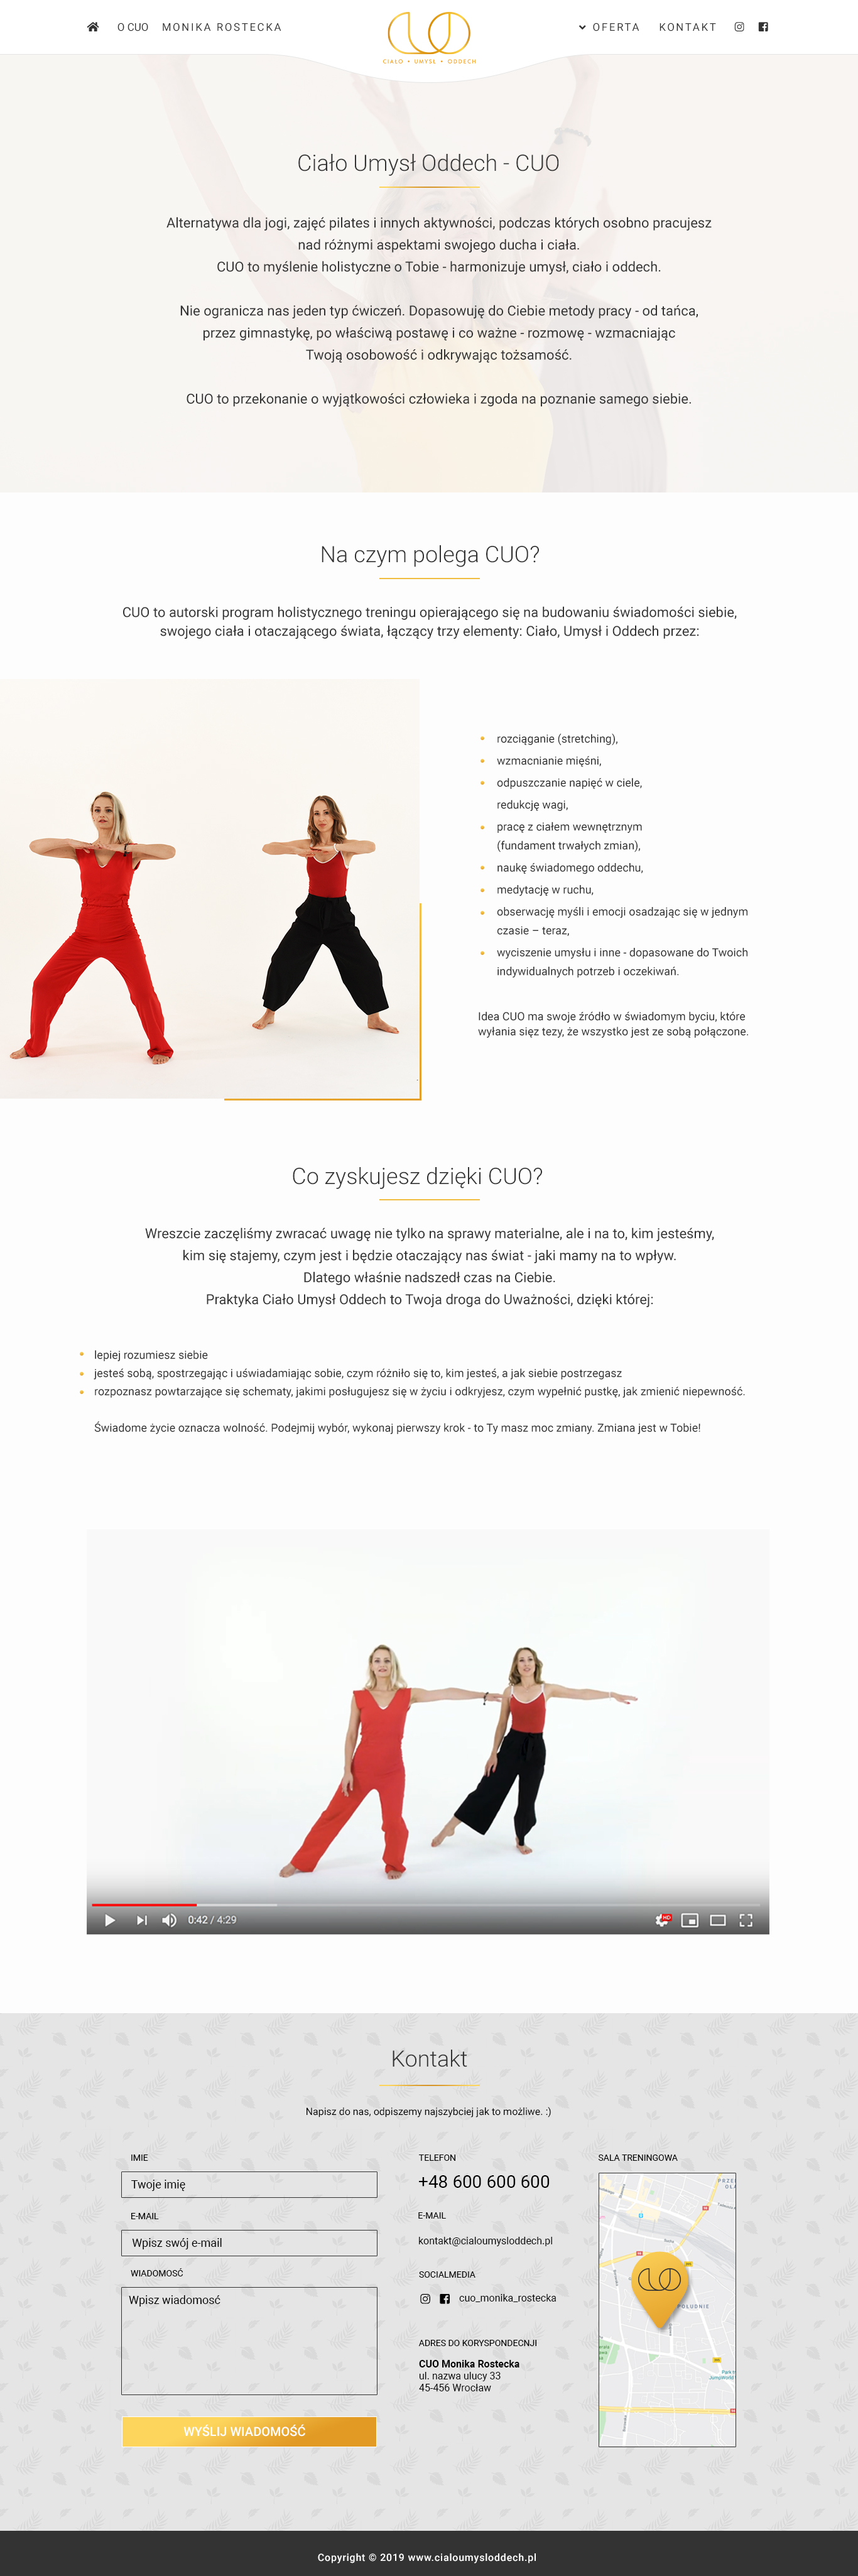 O CUO MONIKA ROSTECKA
CIAŁO • UMYSŁ • ODDECH
OFERTA KONTAKT
Ciało Umysł Oddech - CUO
Alternatywa dla jogi, zajęć pilates i innych aktywności, podczas których osobno pracujesz
nad różnymi aspektami swojego ducha i ciała.
CUO to myślenie holistyczne o Tobie - harmonizuje umysł, ciało i oddech.
Nie ogranicza nas jeden typ ćwiczeń. Dopasowuję do Ciebie metody pracy - od tańca,
przez gimnastykę, po właściwą postawę i co ważne - rozmowę - wzmacniając
Twoją osobowość i odkrywając tożsamość.
CUO to przekonanie o wyjątkowości człowieka i zgoda na poznanie samego siebie.
Na czym polega CUO?
CUO to autorski program holistycznego treningu opierającego się na budowaniu świadomości siebie,
swojego ciała i otaczającego świata, łączący trzy elementy: Ciało, Umysł i Oddech przez:
rozciąganie (stretching),
wzmacnianie mięśni,
odpuszczanie napięć w ciele,
redukcję wagi,
pracę z ciałem wewnętrznym
(fundament trwałych zmian),
naukę świadomego oddechu,
medytację w ruchu,
obserwację myśli i emocji osadzając się w jednym
czasie – teraz,
wyciszenie umysłu i inne - dopasowane do Twoich
indywidualnych potrzeb i oczekiwań.
Idea CUO ma swoje źródło w świadomym byciu, które
wyłania sięz tezy, że wszystko jest ze sobą połączone.
Co zyskujesz dzięki CUO?
Wreszcie zaczęliśmy zwracać uwagę nie tylko na sprawy materialne, ale i na to, kim jesteśmy,
kim się stajemy, czym jest i będzie otaczający nas świat - jaki mamy na to wpływ.
Dlatego właśnie nadszedł czas na Ciebie.
Praktyka Ciało Umysł Oddech to Twoja droga do Uważności, dzięki której:
lepiej rozumiesz siebie
jesteś sobą, spostrzegając i uświadamiając sobie, czym różniło się to, kim jesteś, a jak siebie postrzegasz
rozpoznasz powtarzające się schematy, jakimi posługujesz się w życiu i odkryjesz, czym wypełnić pustkę, jak zmienić niepewność.
Świadome życie oznacza wolność. Podejmij wybór, wykonaj pierwszy krok - to Ty masz moc zmiany. Zmiana jest w Tobie!
0:42 / 4:29
HD
Kontakt
Napisz do nas, odpiszemy najszybciej jak to możliwe. :)
IMIE
Twoje imię
E-MAIL
Wpisz swój e-mail
WIADOMOSĆ
Wpisz wiadomosć
WYŚLIJ WIADOMOŚĆ
TELEFON
+48 600 600 600
E-MAIL
kontakt@cialoumysloddech.pl
SOCIALMEDIA
cuo_monika_rostecka
ADRES DO KORYSPONDECNJI
CUO Monika Rostecka
ul. nazwa ulucy 33
45-456 Wrocław
SALA TRENINGOWA
POŁUDNIE
Copyright © 2019 www.cialoumysloddech.pl